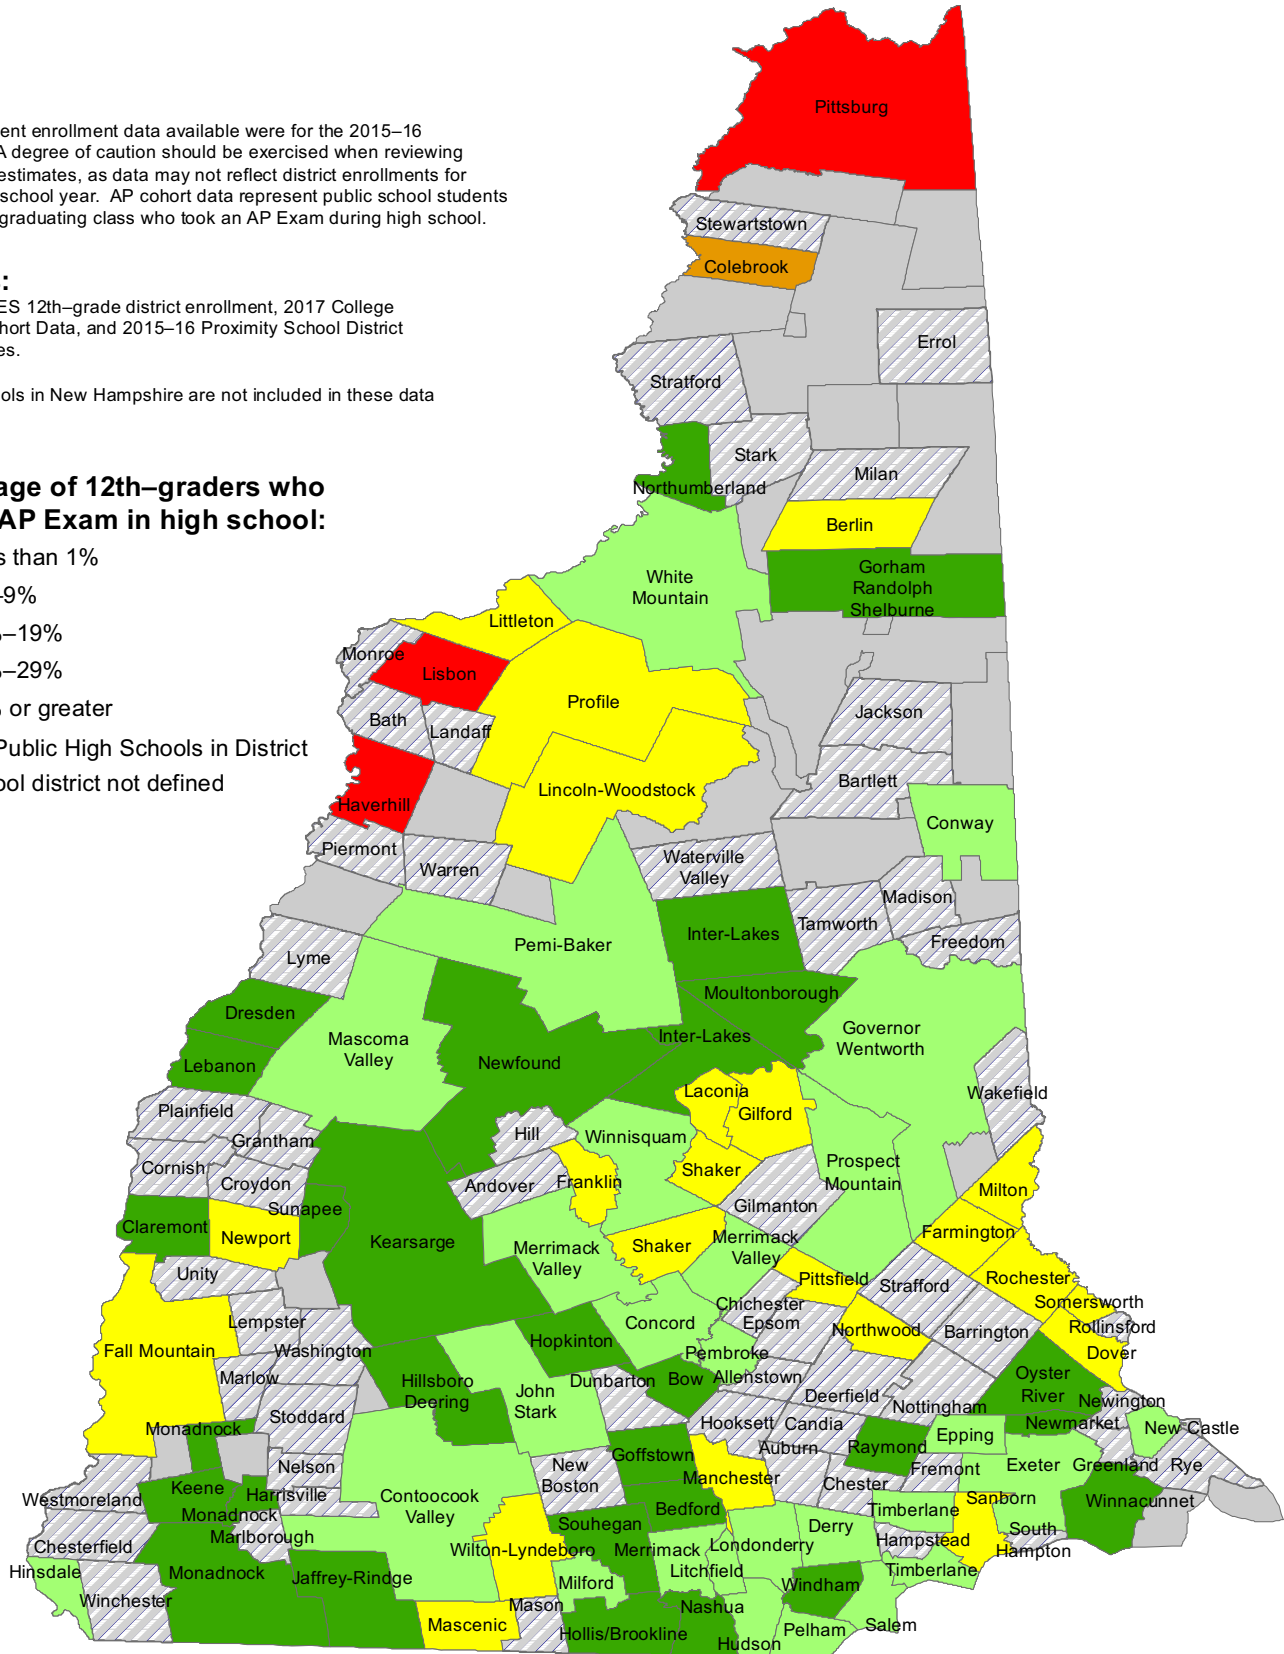 ent enrollment data available were for the 2015–16
A degree of caution should be exercised when reviewing
estimates, as data may not reflect district enrollments for
school year. AP cohort data represent public school students
graduating class who took an AP Exam during high school.
:
ES 12th–grade district enrollment, 2017 College
hort Data, and 2015–16 Proximity School District
es.
ols in New Hampshire are not included in these data
age of 12th–graders who
AP Exam in high school:
s than 1%
–9%
–19%
–29%
or greater
Public High Schools in District
ool district not defined
Pittsburg
Stewartstown
Colebrook
Errol
Stratford
Stark
Milan
Northumberland
Berlin
Gorham
Randolph
Shelburne
White
Mountain
Littleton
Monroe
Lisbon
Profile
Bath
Landaff
Jackson
Bartlett
Lincoln-Woodstock
Haverhill
Conway
Piermont
Warren
Waterville
Valley
Madison
Tamworth
Inter-Lakes
Freedom
Pemi-Baker
Lyme
Moultonborough
Dresden
Governor
Wentworth
Mascoma
Valley
Inter-Lakes
Newfound
Lebanon
Laconia
Wakefield
Plainfield
Gilford
Grantham
Hill
Winnisquam
Cornish
Croydon
Andover
Franklin
Shaker
Prospect
Mountain
Milton
Sunapee
Gilmanton
Claremont
Newport
Kearsarge
Merrimack
Valley
Shaker
Merrimack
Valley
Farmington
Unity
Pittsfield
Strafford
Rochester
Chichester
Somersworth
Lempster
Concord
Epsom
Northwood
Barrington
Rollinsford
Fall Mountain
Washington
Hopkinton
Pembroke
Dover
Marlow
Hillsboro
Deering
John
Stark
Dunbarton
Bow
Allenstown
Deerfield
Oyster
River
Nottingham
Newington
Stoddard
Monadnock
Hooksett
Candia
Newmarket
New Castle
Auburn
Raymond
Epping
Nelson
New
Boston
Goffstown
Manchester
Chester
Fremont
Exeter
Greenland
Rye
Westmoreland
Keene
Harrisville
Contoocook
Valley
Bedford
Timberlane
Sanborn
Winnacunnet
Monadnock
Souhegan
Derry
South
Hampton
Chesterfield
Marlborough
Wilton-Lyndeboro
Merrimack
Londonderry
Hampstead
Hinsdale
Monadnock
Jaffrey-Rindge
Milford
Litchfield
Windham
Timberlane
Winchester
Mascenic
Mason
Nashua
Hollis/Brookline
Hudson
Pelham
Salem